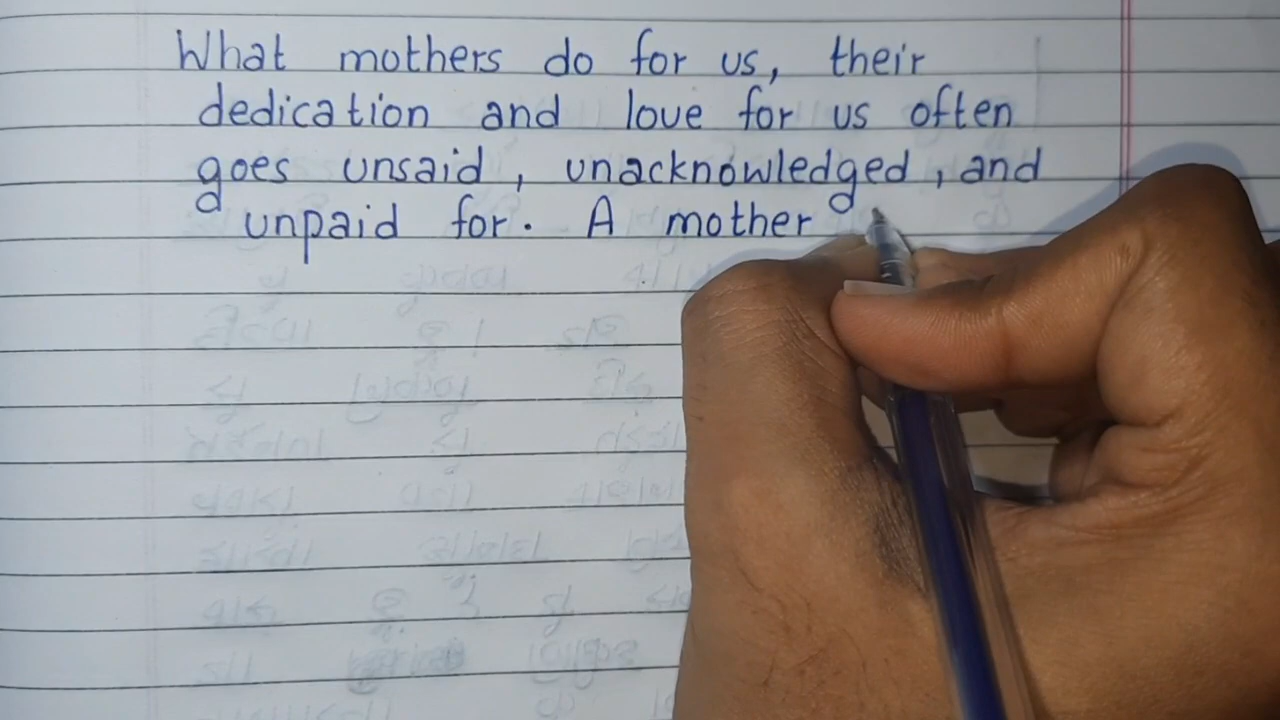 What mothers do for us, their
dedication and love for us often
goes unsaid, unacknowledged, and
unpaid for. A mother